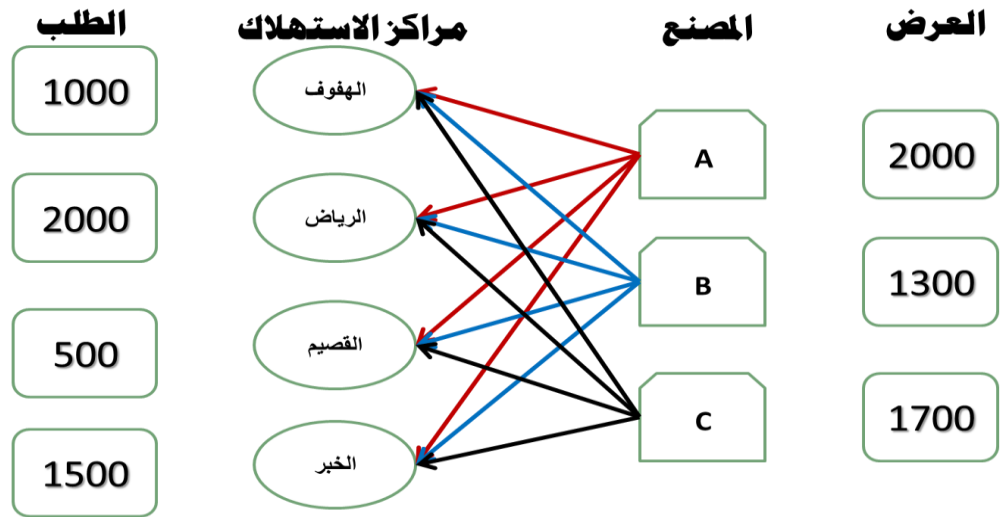 العرض
المصنع
مراكز الاستهلاك
الطلب
2000
A
الهفوف
1000
1300
B
الرياض
2000
1700
C
القصيم
500
الخبر
1500